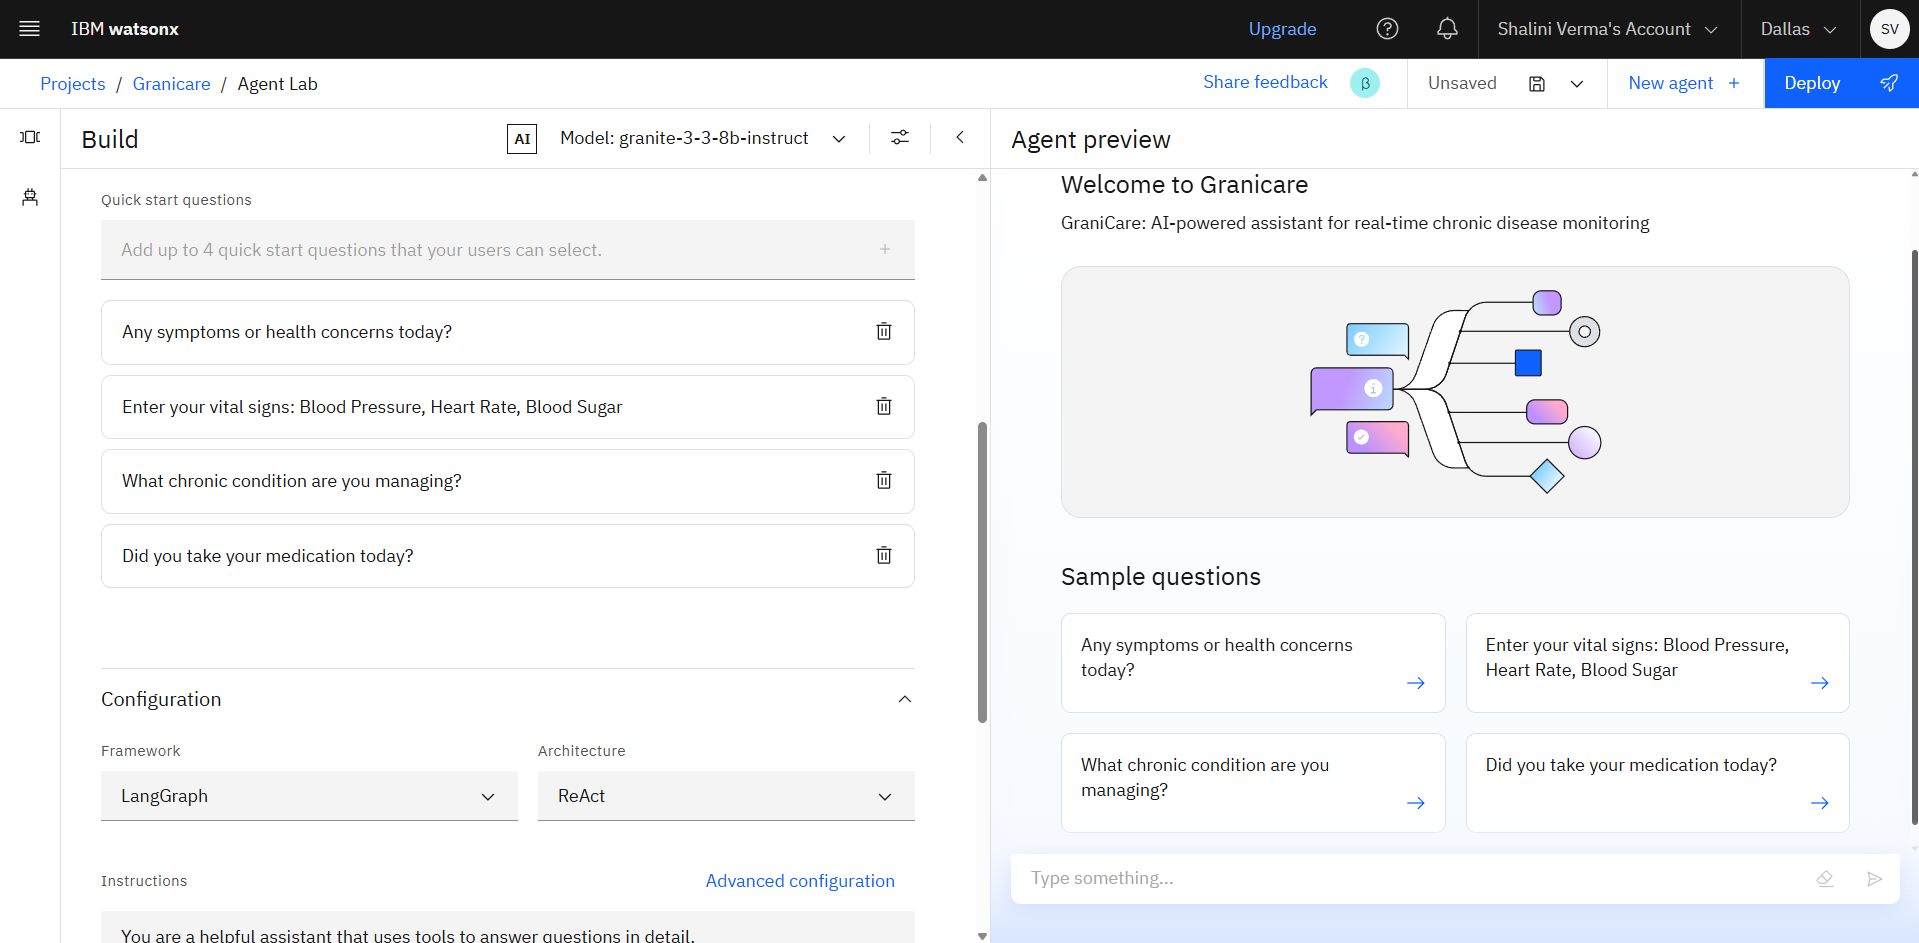 IBM watsonx
Upgrade
Shalini Verma's Account
Dallas
SV
Projects / Granicare / Agent Lab
Share feedback
β
Unsaved
New agent +
Deploy
Build
AI
Model: granite-3-3-8b-instruct
Agent preview
Quick start questions
Add up to 4 quick start questions that your users can select.
Any symptoms or health concerns today?
Enter your vital signs: Blood Pressure, Heart Rate, Blood Sugar
What chronic condition are you managing?
Did you take your medication today?
Configuration
Framework
Architecture
LangGraph
ReAct
Instructions
Advanced configuration
You are a helpful assistant that uses tools to answer questions in detail.
Welcome to Granicare
GraniCare: AI-powered assistant for real-time chronic disease monitoring
Sample questions
Any symptoms or health concerns
today?
Enter your vital signs: Blood Pressure,
Heart Rate, Blood Sugar
What chronic condition are you
managing?
Did you take your medication today?
Type something...